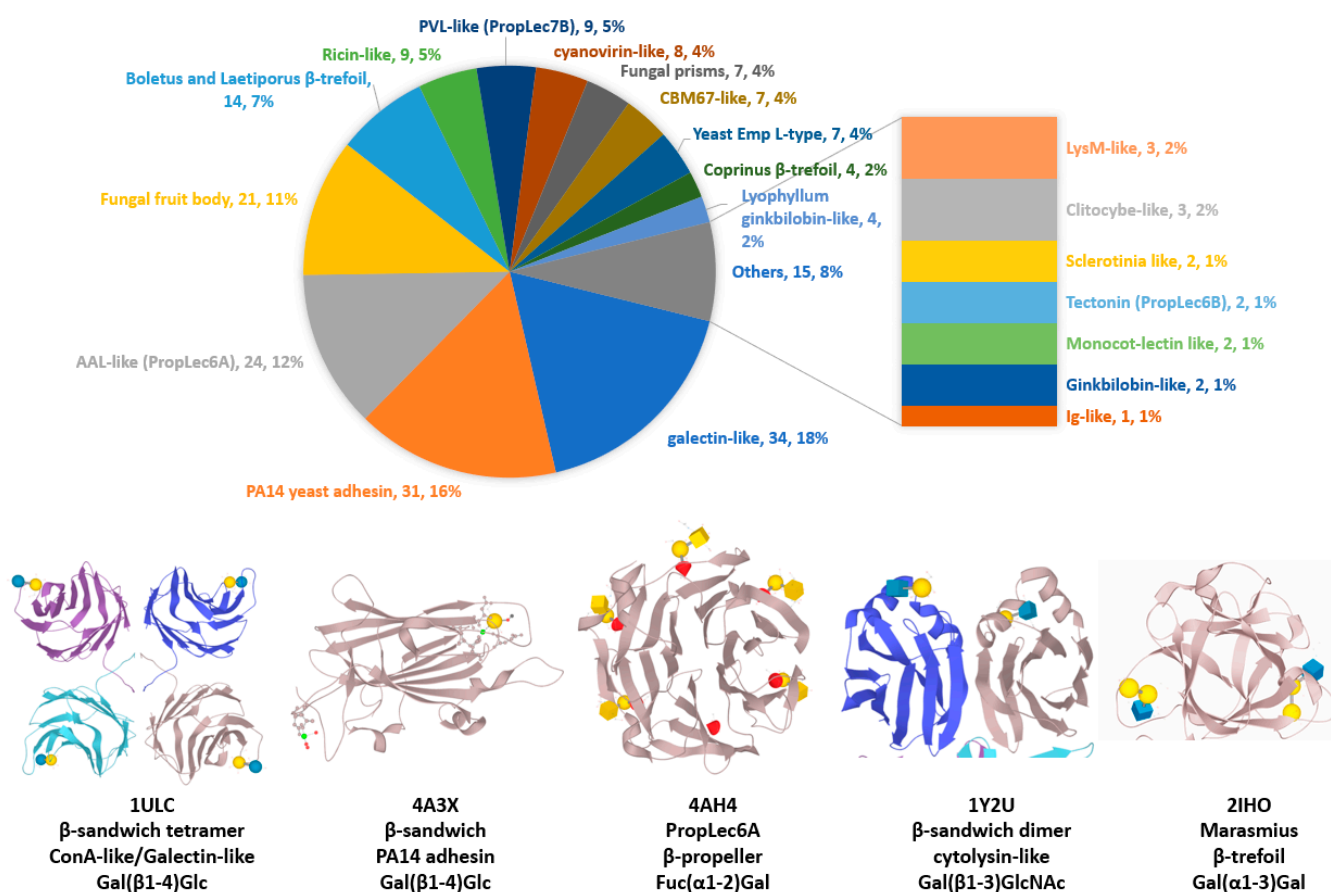 PVL-like (PropLec7B), 9, 5%
Ricin-like, 9, 5%
cyanovirin-like, 8, 4%
Boletus and Laetiporus β-trefoil,
14, 7%
Fungal prisms, 7, 4%
CBM67-like, 7, 4%
Yeast Emp L-type, 7, 4%
Coprinus β-trefoil, 4, 2%
Lyophyllum
ginkbilobin-like, 4,
2%
Fungal fruit body, 21, 11%
Others, 15, 8%
AAL-like (PropLec6A), 24, 12%
galectin-like, 34, 18%
PA14 yeast adhesin, 31, 16%
LysM-like, 3, 2%
Clitocybe-like, 3, 2%
Sclerotinia like, 2, 1%
Tectonin (PropLec6B), 2, 1%
Monocot-lectin like, 2, 1%
Ginkbilobin-like, 2, 1%
Ig-like, 1, 1%
1ULC
β-sandwich tetramer
ConA-like/Galectin-like
Gal(β1-4)Glc
4A3X
β-sandwich
PA14 adhesin
Gal(β1-4)Glc
4AH4
PropLec6A
β-propeller
Fuc(α1-2)Gal
1Y2U
β-sandwich dimer
cytolysin-like
Gal(β1-3)GlcNAc
2IHO
Marasmius
β-trefoil
Gal(α1-3)Gal